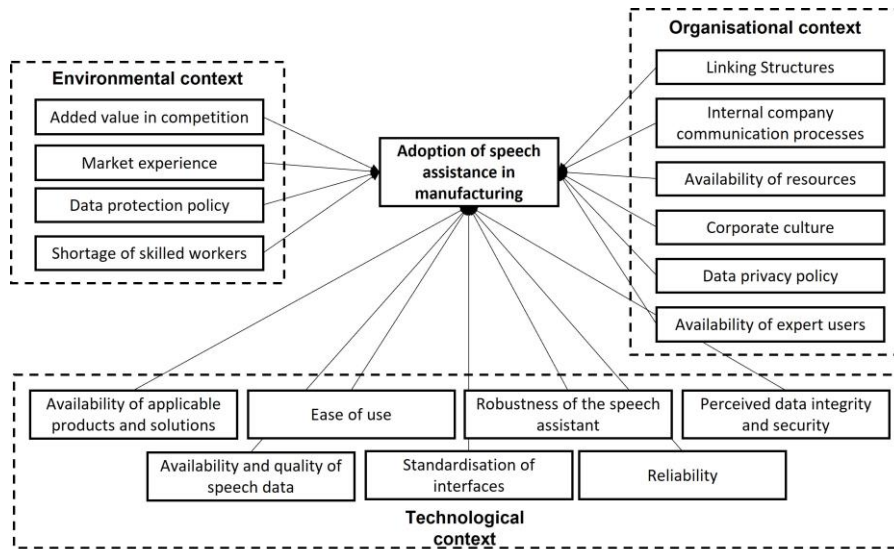 Environmental context
Added value in competition
Market experience
Data protection policy
Shortage of skilled workers
Adoption of speech
assistance in
manufacturing
Organisational context
Linking Structures
Internal company
communication processes
Availability of resources
Corporate culture
Data privacy policy
Availability of expert users
Availability of applicable
products and solutions
Ease of use
Robustness of the speech
assistant
Perceived data integrity
and security
Availability and quality of
speech data
Standardisation of
interfaces
Reliability
Technological
context